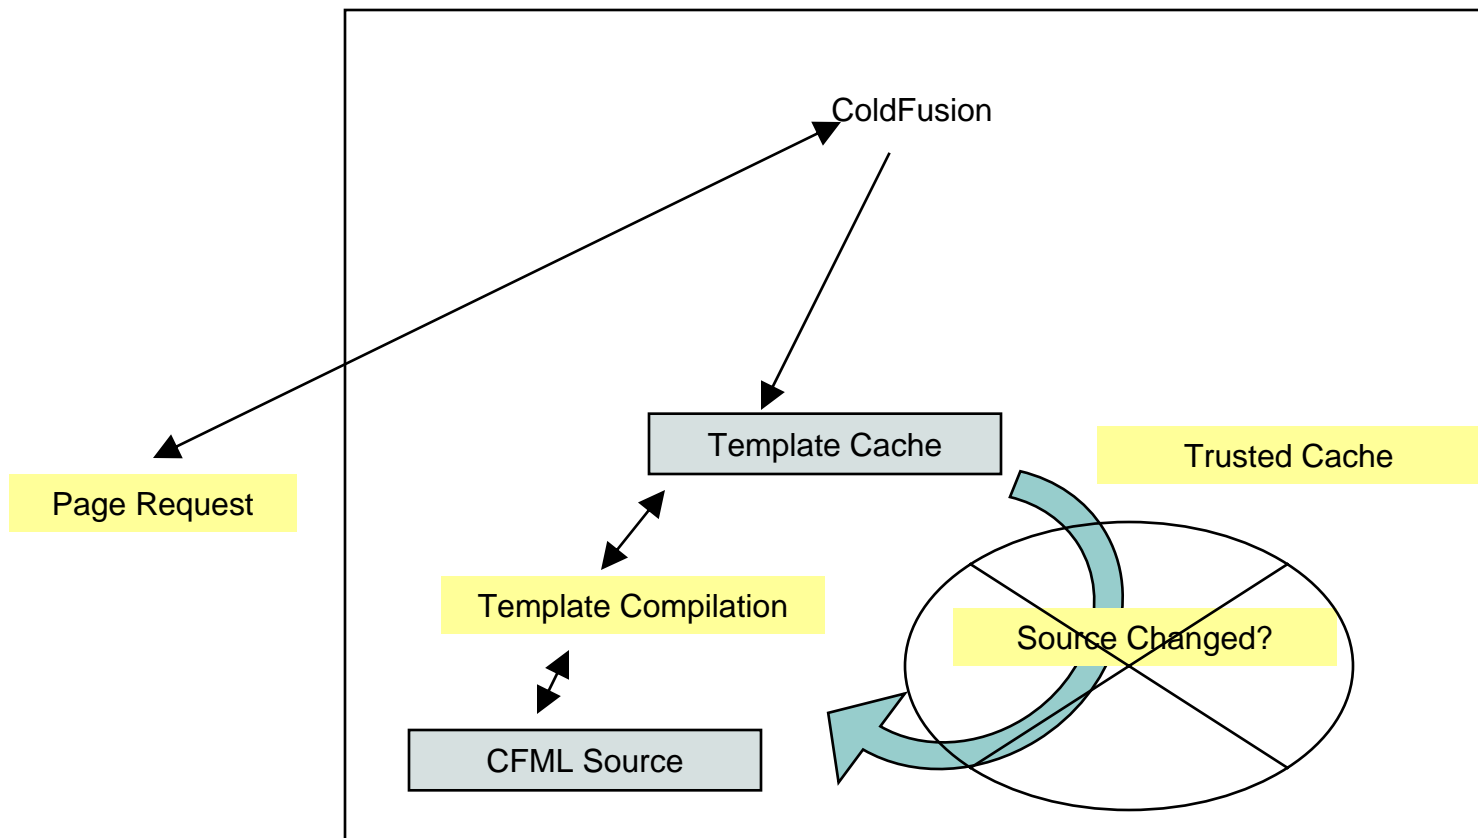 ColdFusion
Template Cache
Trusted Cache
Page Request
Template Compilation
Source Changed?
CFML Source